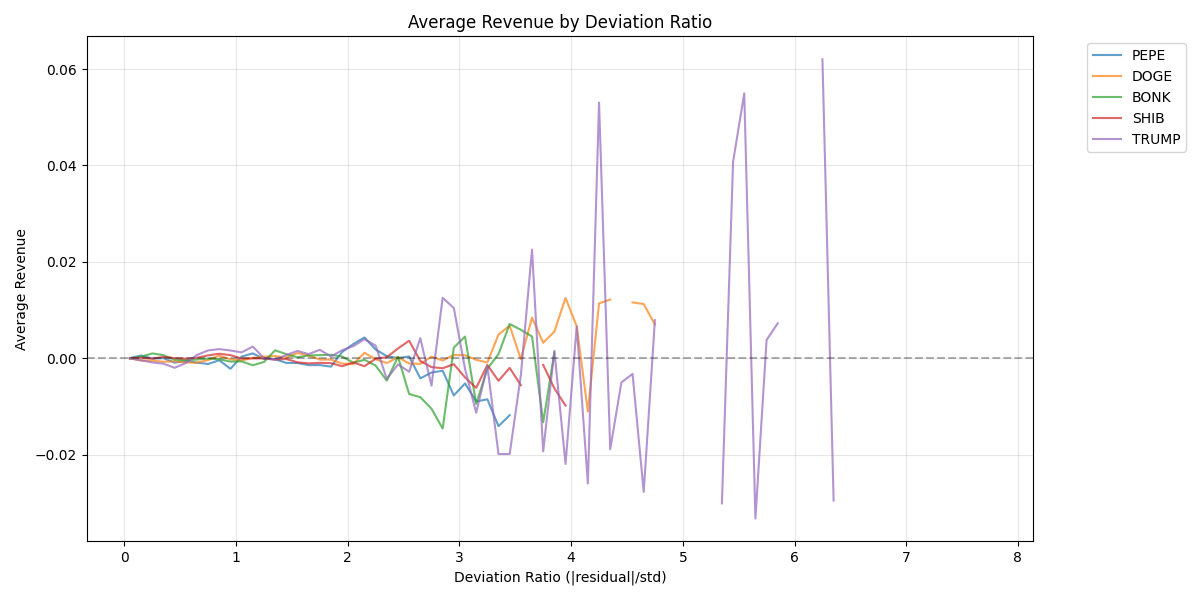 Average Revenue by Deviation Ratio
PEPE
DOGE
BONK
SHIB
TRUMP
Average Revenue
0.06
0.04
0.02
0.00
−0.02
0
1
2
3
4
5
6
7
8
Deviation Ratio (|residual|/std)